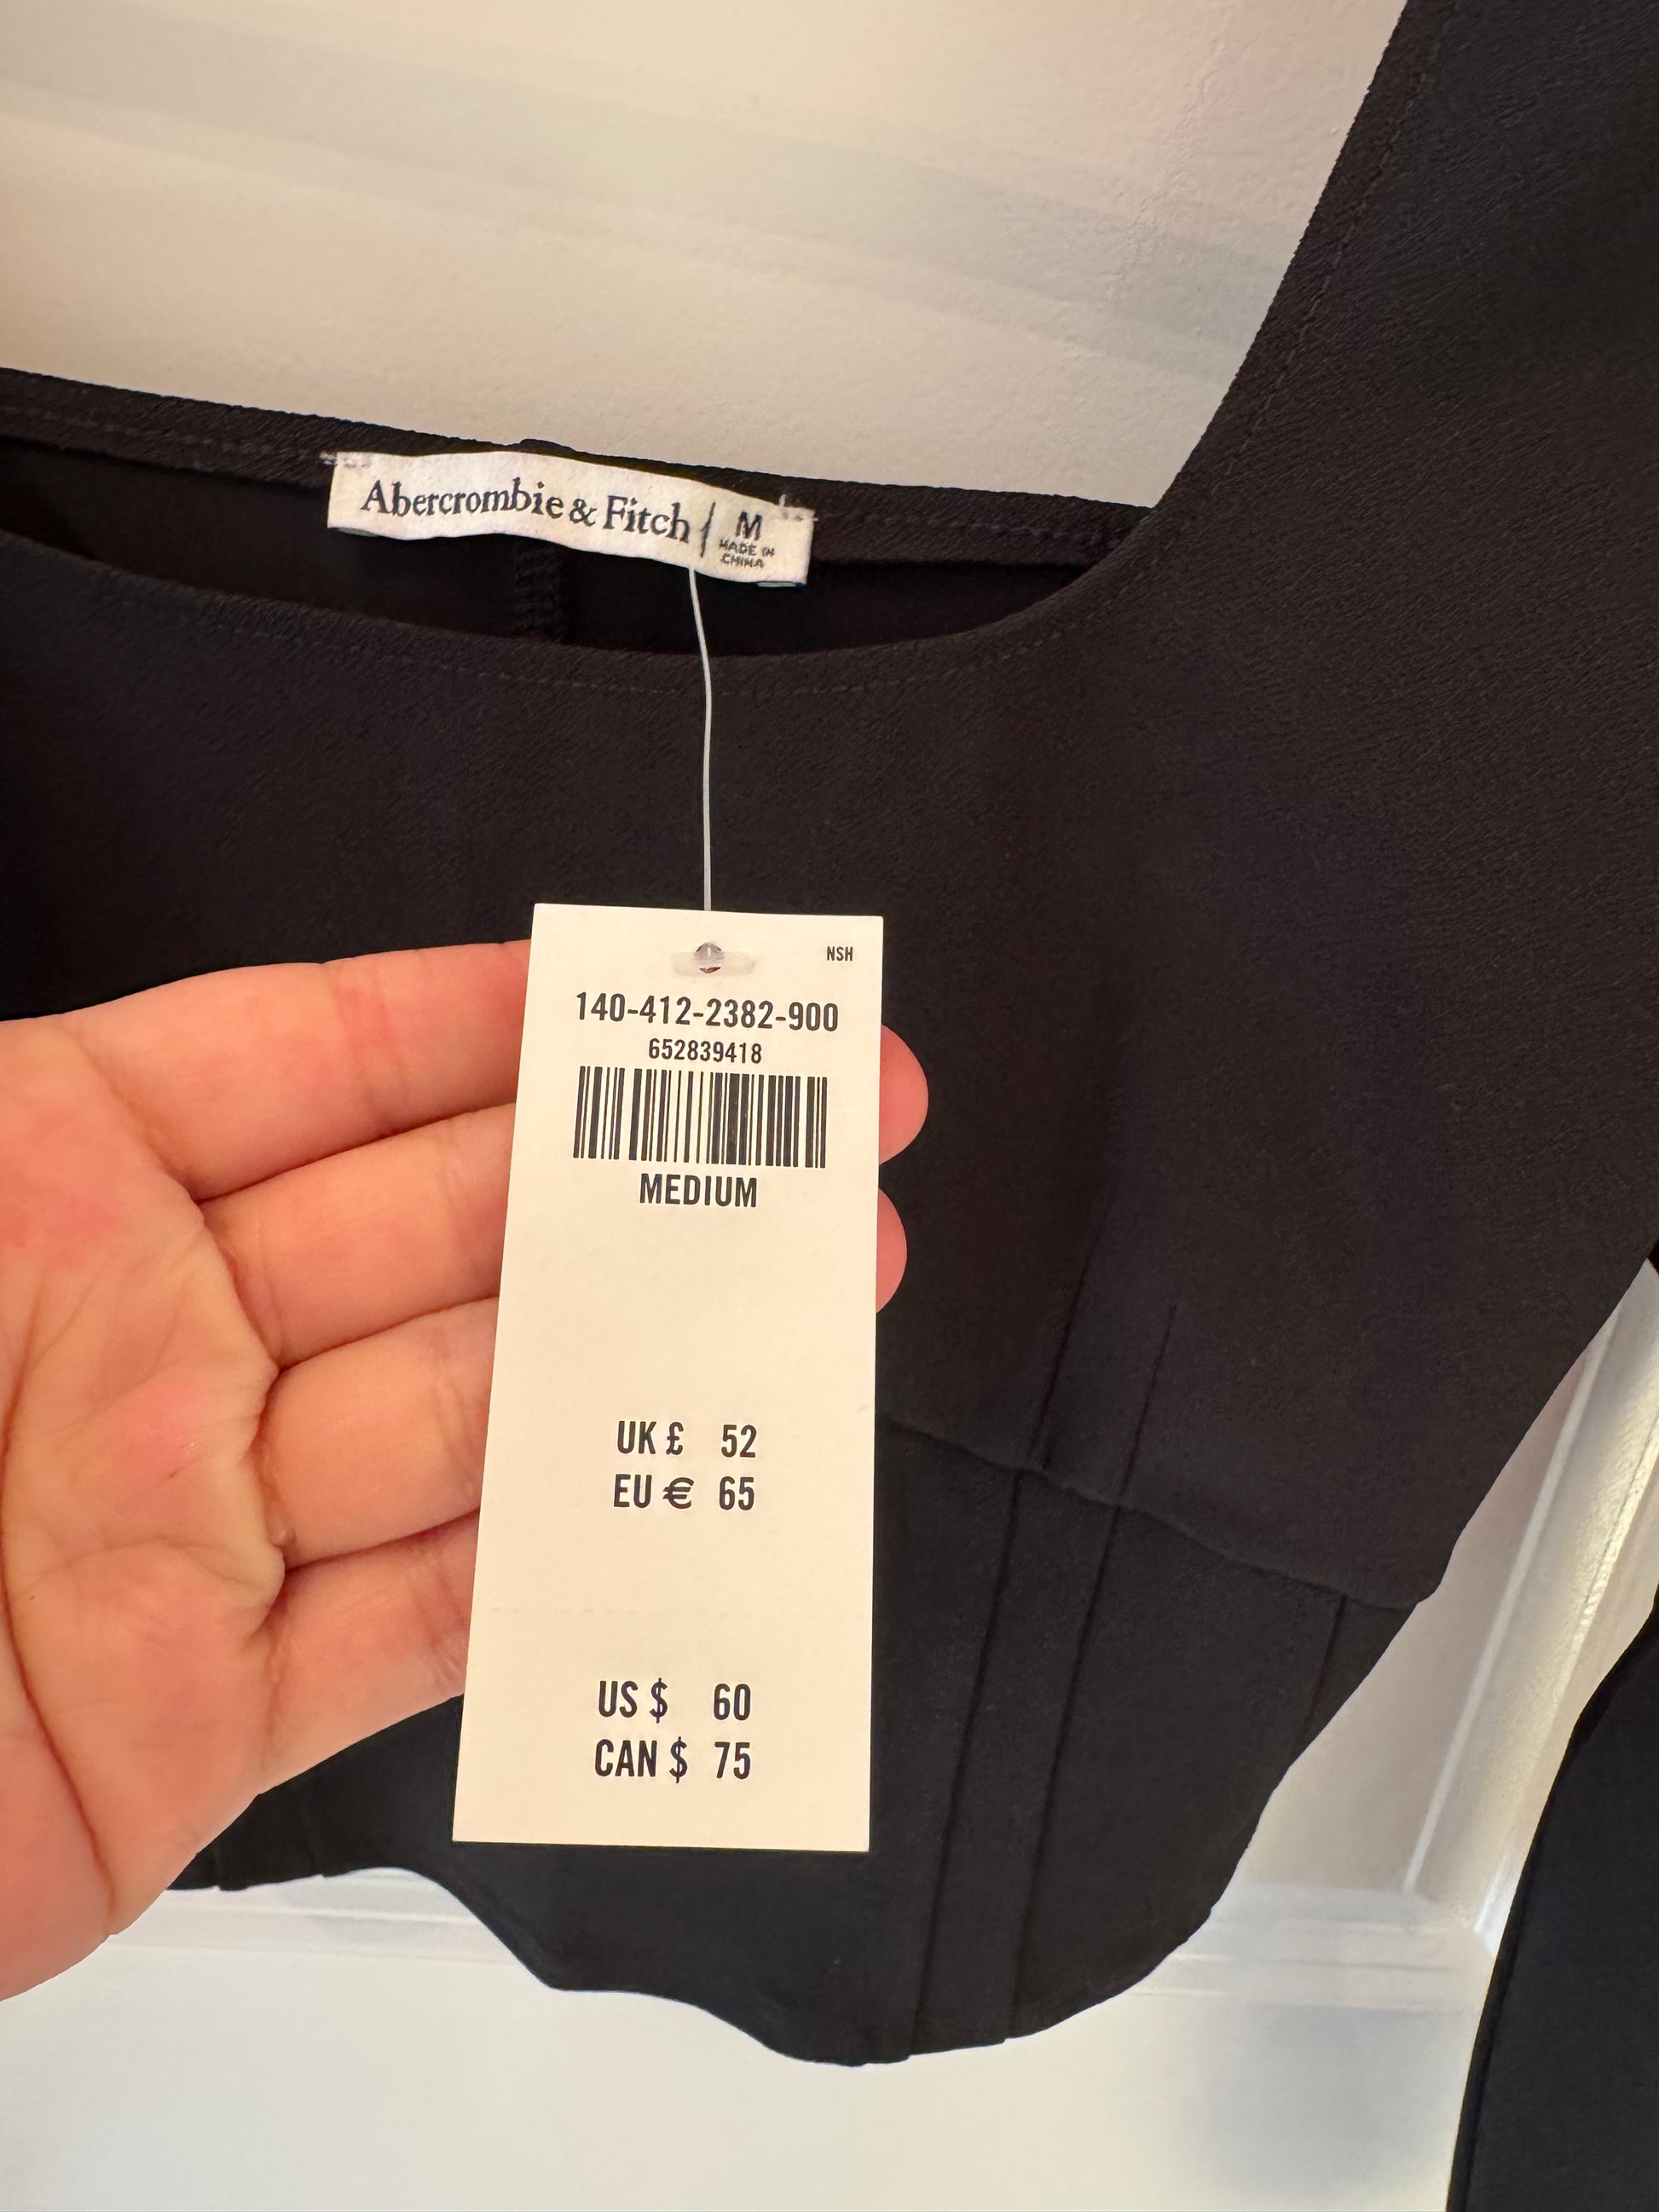 Abercrombie & Fitch | M
MADE IN
CHINA
NSH
140-412-2382-900
652839418
MEDIUM
UK £ 52
EU € 65
US $ 60
CAN $ 75